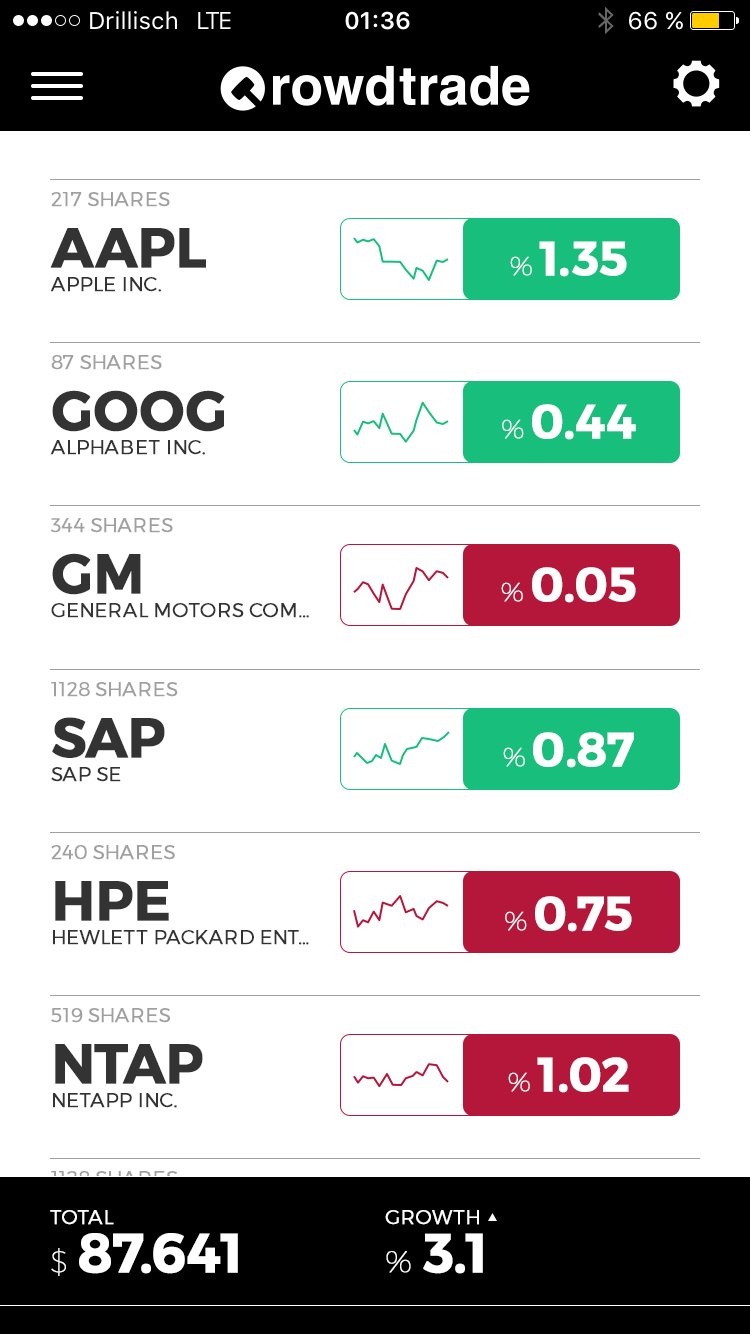 Drillisch LTE 01:36 66 %
Crowdtrade
217 SHARES
AAPL
APPLE INC.
% 1.35
87 SHARES
GOOG
ALPHABET INC.
% 0.44
344 SHARES
GM
GENERAL MOTORS COM...
% 0.05
1128 SHARES
SAP
SAP SE
% 0.87
240 SHARES
HPE
HEWLETT PACKARD ENT...
% 0.75
519 SHARES
NTAP
NETAPP INC.
% 1.02
TOTAL GROWTH ▲
$ 87.641 % 3.1